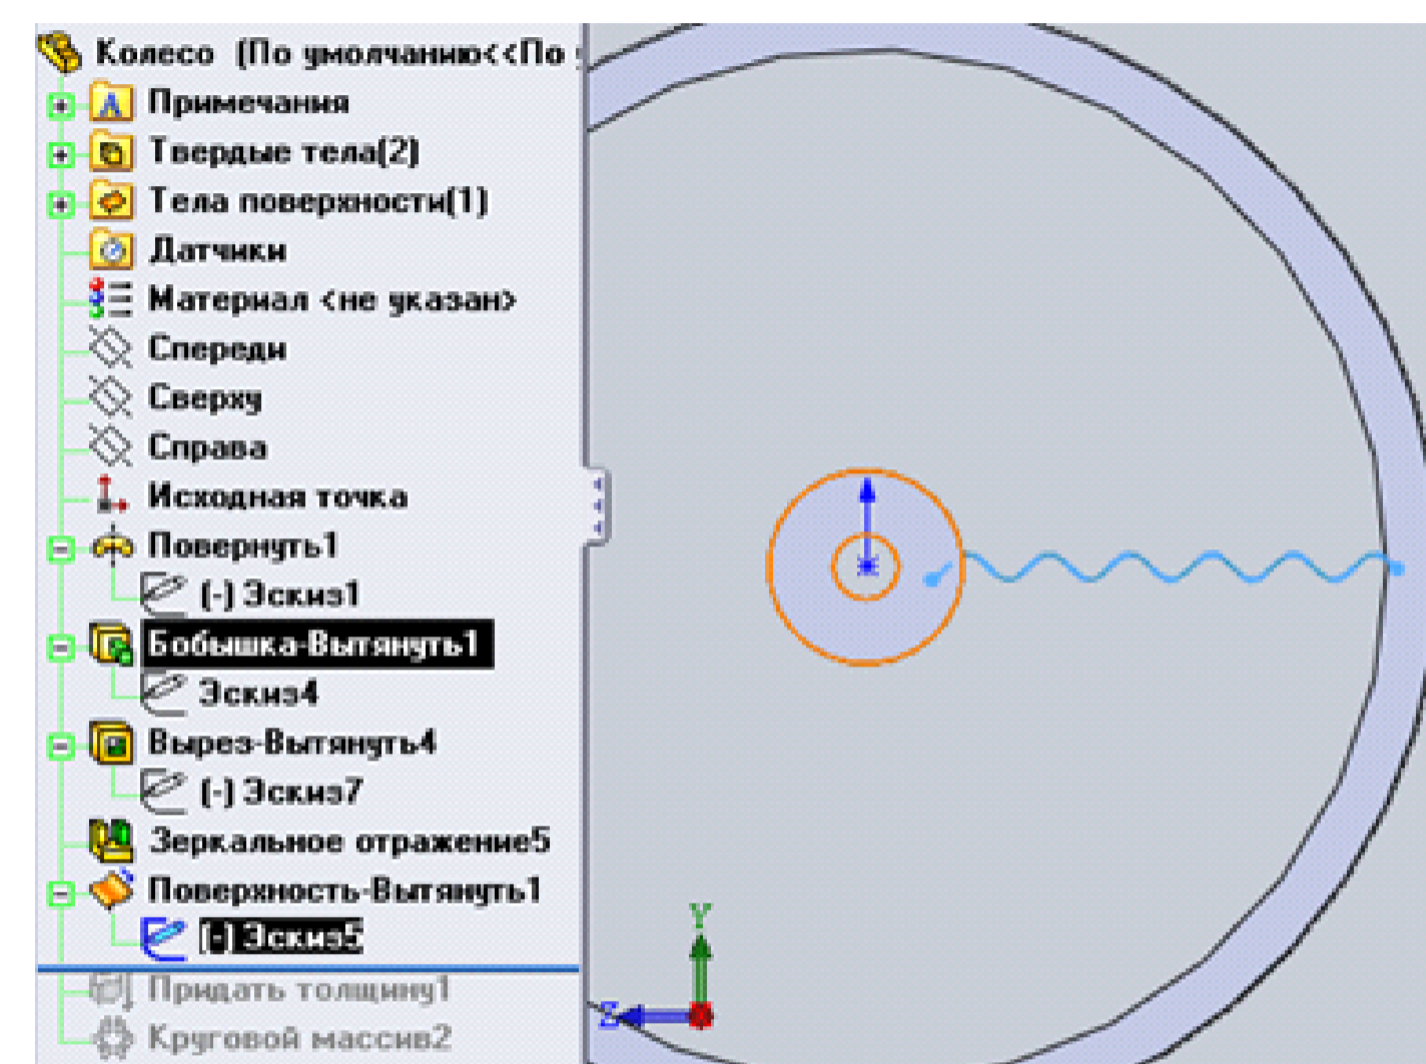 Колесо (По умолчанию<<По
Примечания
Твердые тела(2)
Тела поверхности(1)
Датчики
Материал <не указан>
Спереди
Сверху
Справа
Исходная точка
Повернуть1
(-) Эскиз1
Бобышка-Вытянуть1
Эскиз4
Вырез-Вытянуть4
(-) Эскиз7
Зеркальное отражение5
Поверхность-Вытянуть1
(-) Эскиз5
Придать толщину1
Круговой массив2
Y
Z